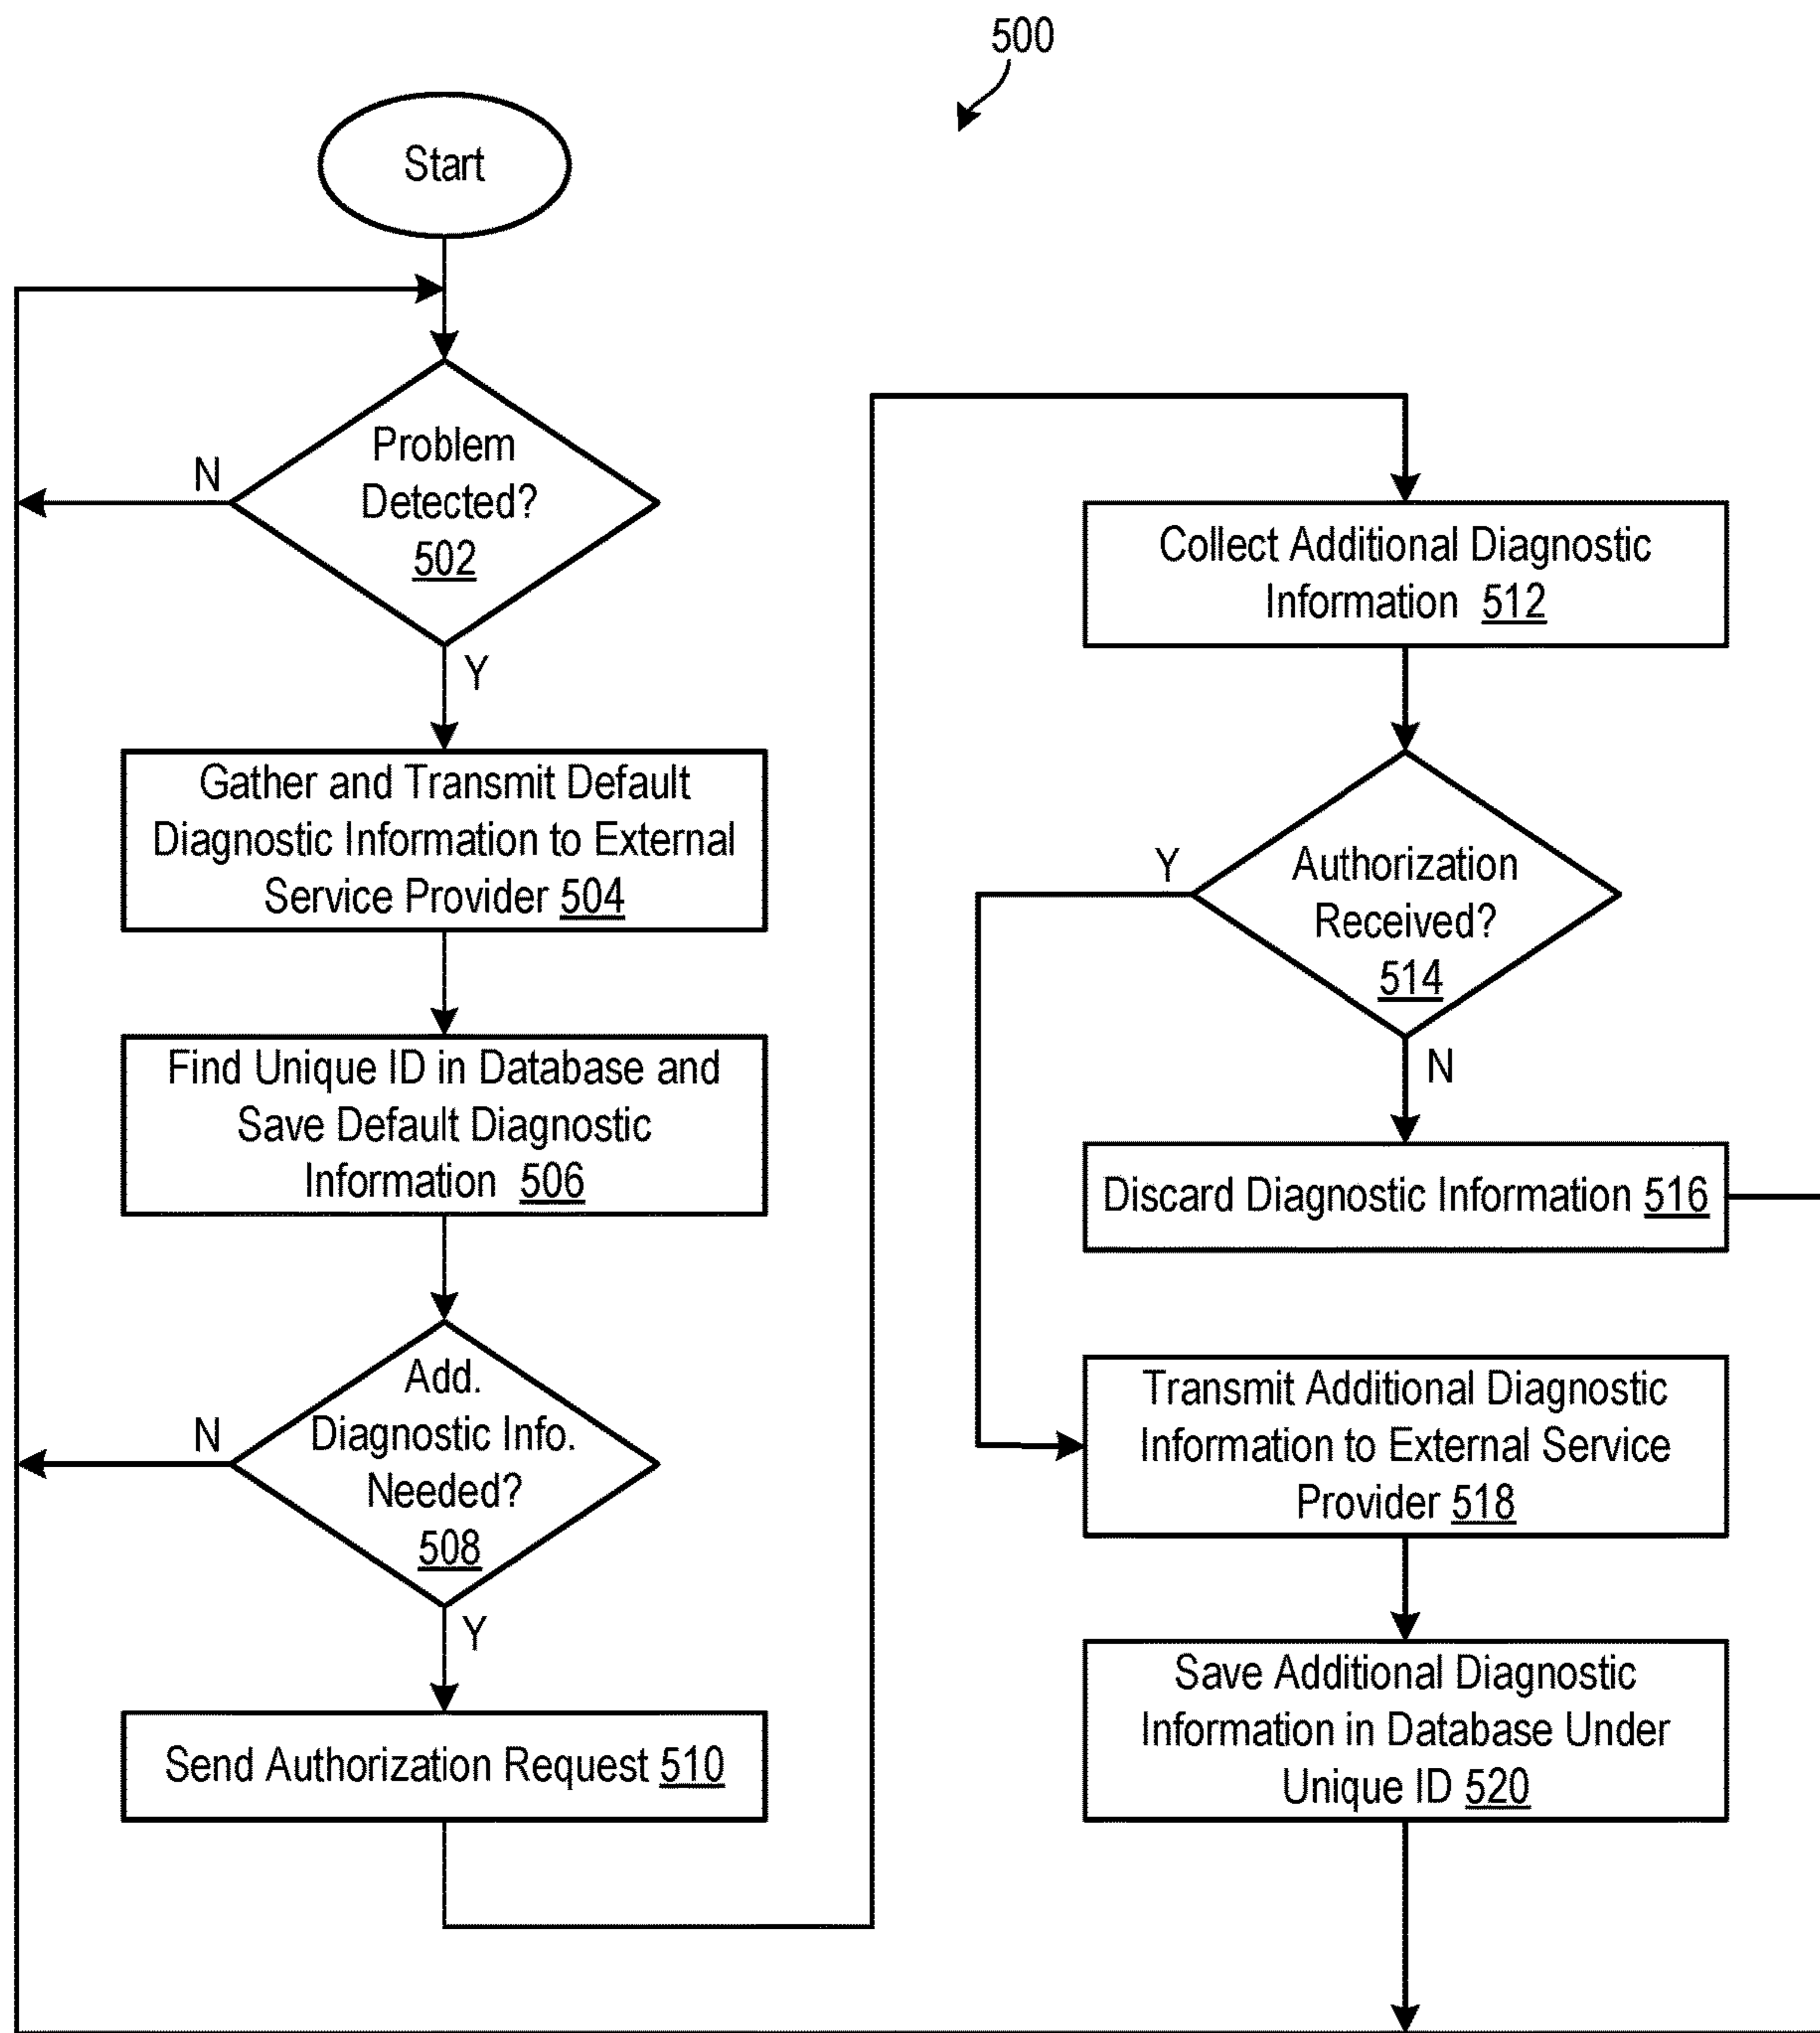 500
Start
Problem
Detected?
502
N
Y
Gather and Transmit Default
Diagnostic Information to External
Service Provider 504
Find Unique ID in Database and
Save Default Diagnostic
Information 506
Add.
Diagnostic Info.
Needed?
508
N
Y
Send Authorization Request 510
Collect Additional Diagnostic
Information 512
Authorization
Received?
514
Y
N
Discard Diagnostic Information 516
Transmit Additional Diagnostic
Information to External Service
Provider 518
Save Additional Diagnostic
Information in Database Under
Unique ID 520